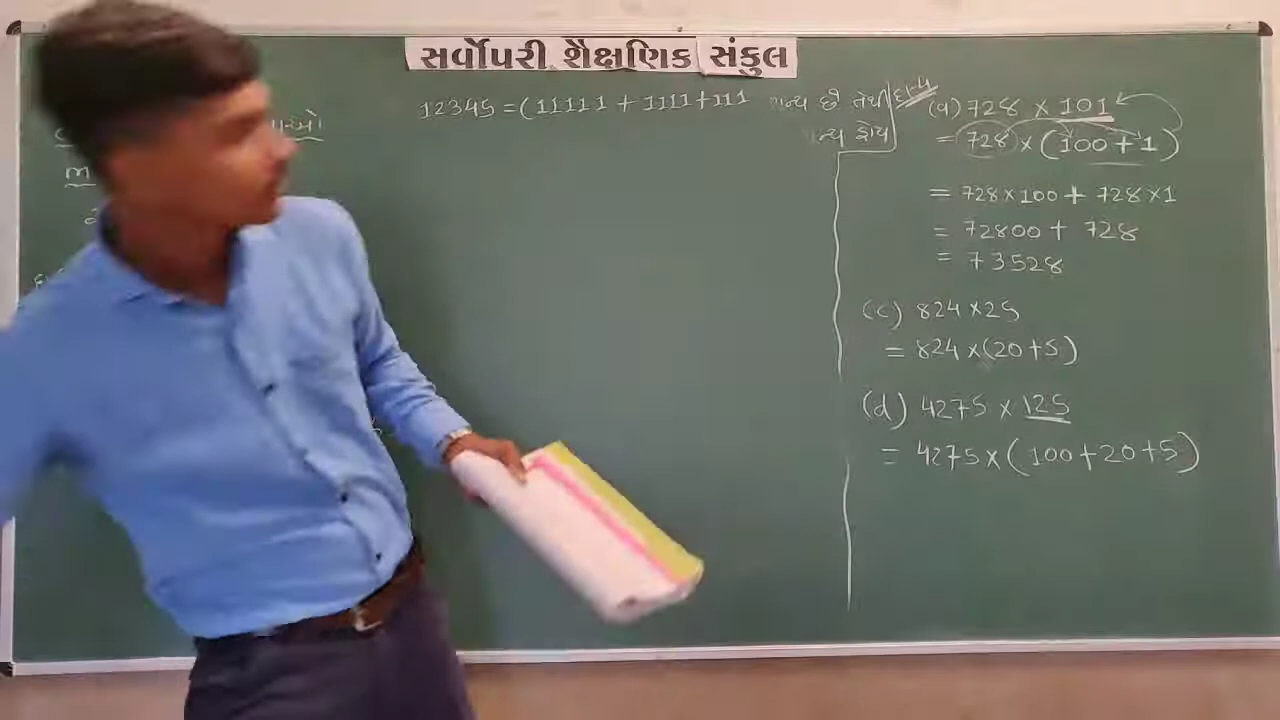 સર્વોપરી શૈક્ષણિક સંકુલ
12345 = (11111 + 1111 + 111
(a) 728 × 101
= 728 × (100 + 1)
= 728 × 100 + 728 × 1
= 72800 + 728
= 73528
(c) 824 × 25
= 824 × (20 + 5)
(d) 4275 × 125
= 4275 × (100 + 20 + 5)